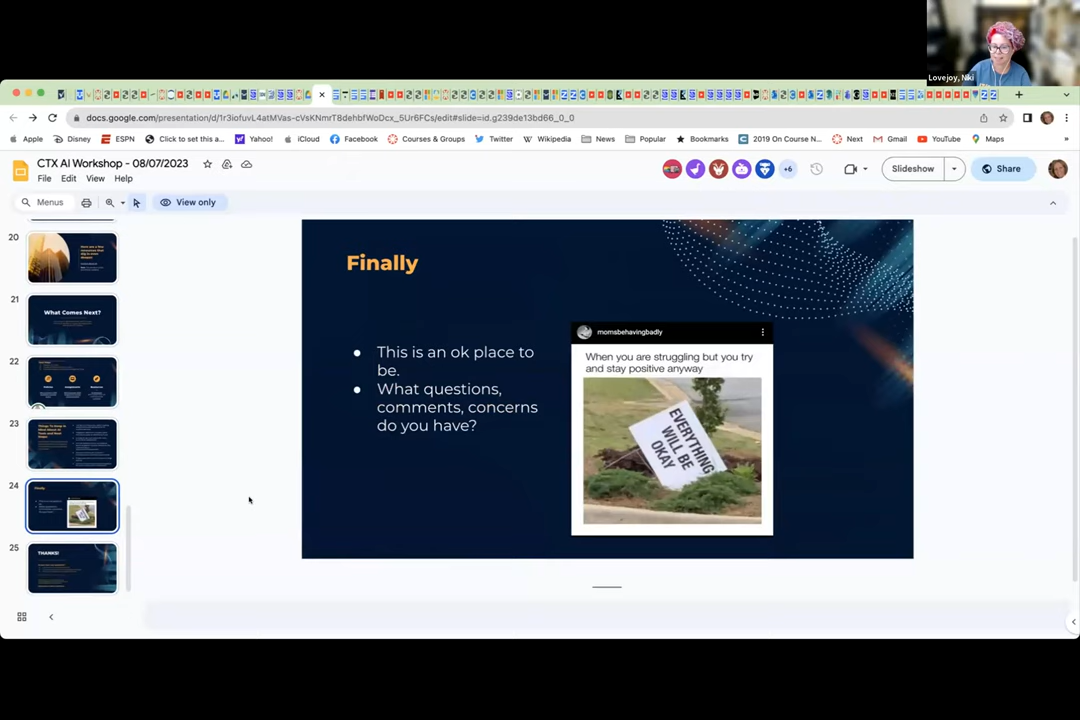 Lovejoy, Niki
docs.google.com/presentation/d/1r3iofuvL4atMVas-cVsKNmrT8dehbfWoDcx_5Ur6FCs/edit#slide=id.g239de13bd66_0_0
Apple Disney ESPN Click to set this a... Yahoo! iCloud Facebook Courses & Groups Twitter Wikipedia News Popular Bookmarks 2019 On Course N... Next Gmail YouTube Maps
CTX AI Workshop - 08/07/2023
File Edit View Help
+6
Slideshow
Share
Menus
View only
20
21
What Comes Next?
22
23
24
Finally
25
THANKS!
Finally
● This is an ok place to
be.
● What questions,
comments, concerns
do you have?
momsbehavingbadly
When you are struggling but you try
and stay positive anyway
EVERYTHING
WILL BE
OKAY